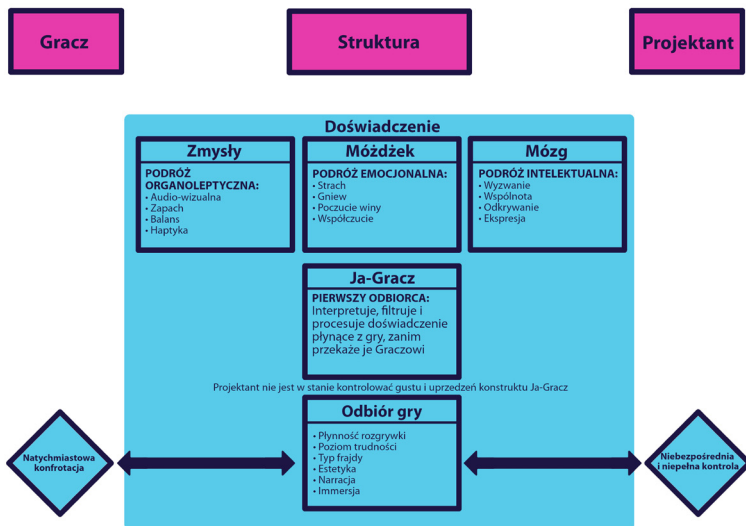 Gracz
Struktura
Projektant
Doświadczenie
Zmysły
PODRÓŻ
ORGANOLEPTYCZNA:
• Audio-wizualna
• Zapach
• Balans
• Haptyka
Móżdżek
PODRÓŻ EMOCJONALNA:
• Strach
• Gniew
• Poczucie winy
• Współczucie
Mózg
PODRÓŻ INTELEKTUALNA:
• Wyzwanie
• Wspólnota
• Odkrywanie
• Ekspresja
Ja-Gracz
PIERWSZY ODBIORCA:
Interpretuje, filtruje i
procesuje doświadczenie
płynące z gry, zanim
przekaże je Graczowi
Projektant nie jest w stanie kontrolować gustu i uprzedzeń konstruktu Ja-Gracz
Odbiór gry
• Płynność rozgrywki
• Poziom trudności
• Typ frajdy
• Estetyka
• Narracja
• Immersja
Natychmiastowa
konfrotacja
Niebezpośrednia
i niepełna kontrola